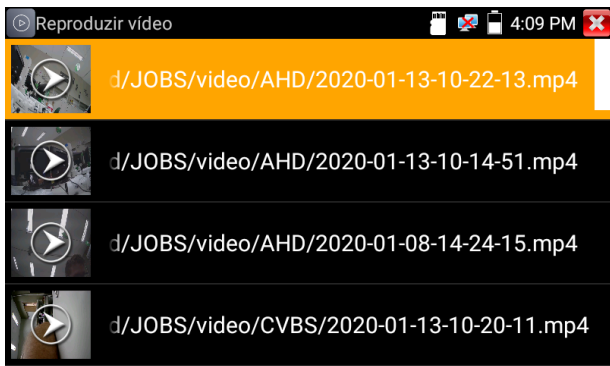 Reproduzir vídeo 4:09 PM
d/JOBS/video/AHD/2020-01-13-10-22-13.mp4
d/JOBS/video/AHD/2020-01-13-10-14-51.mp4
d/JOBS/video/AHD/2020-01-08-14-24-15.mp4
d/JOBS/video/CVBS/2020-01-13-10-20-11.mp4